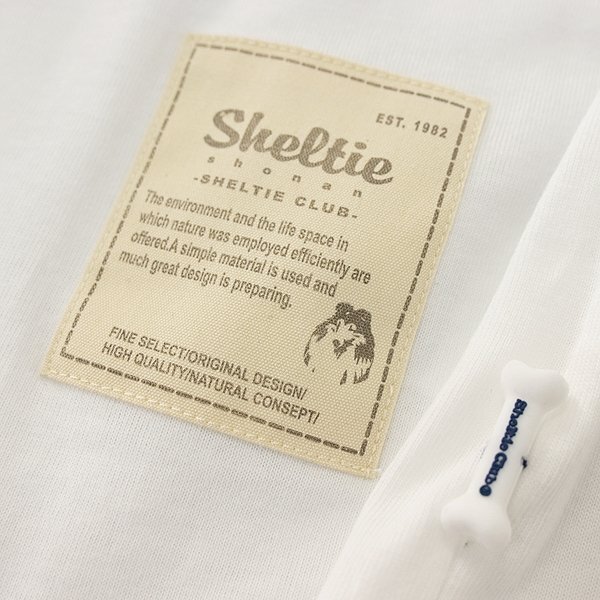 EST. 1982
Sheltie
shonan
-SHELTIE CLUB-
The environment and the life space in
which nature was employed efficiently are
offered.A simple material is used and
much great design is preparing.
FINE SELECT/ORIGINAL DESIGN/
HIGH QUALITY/NATURAL CONSEPT/
Sheltie Club